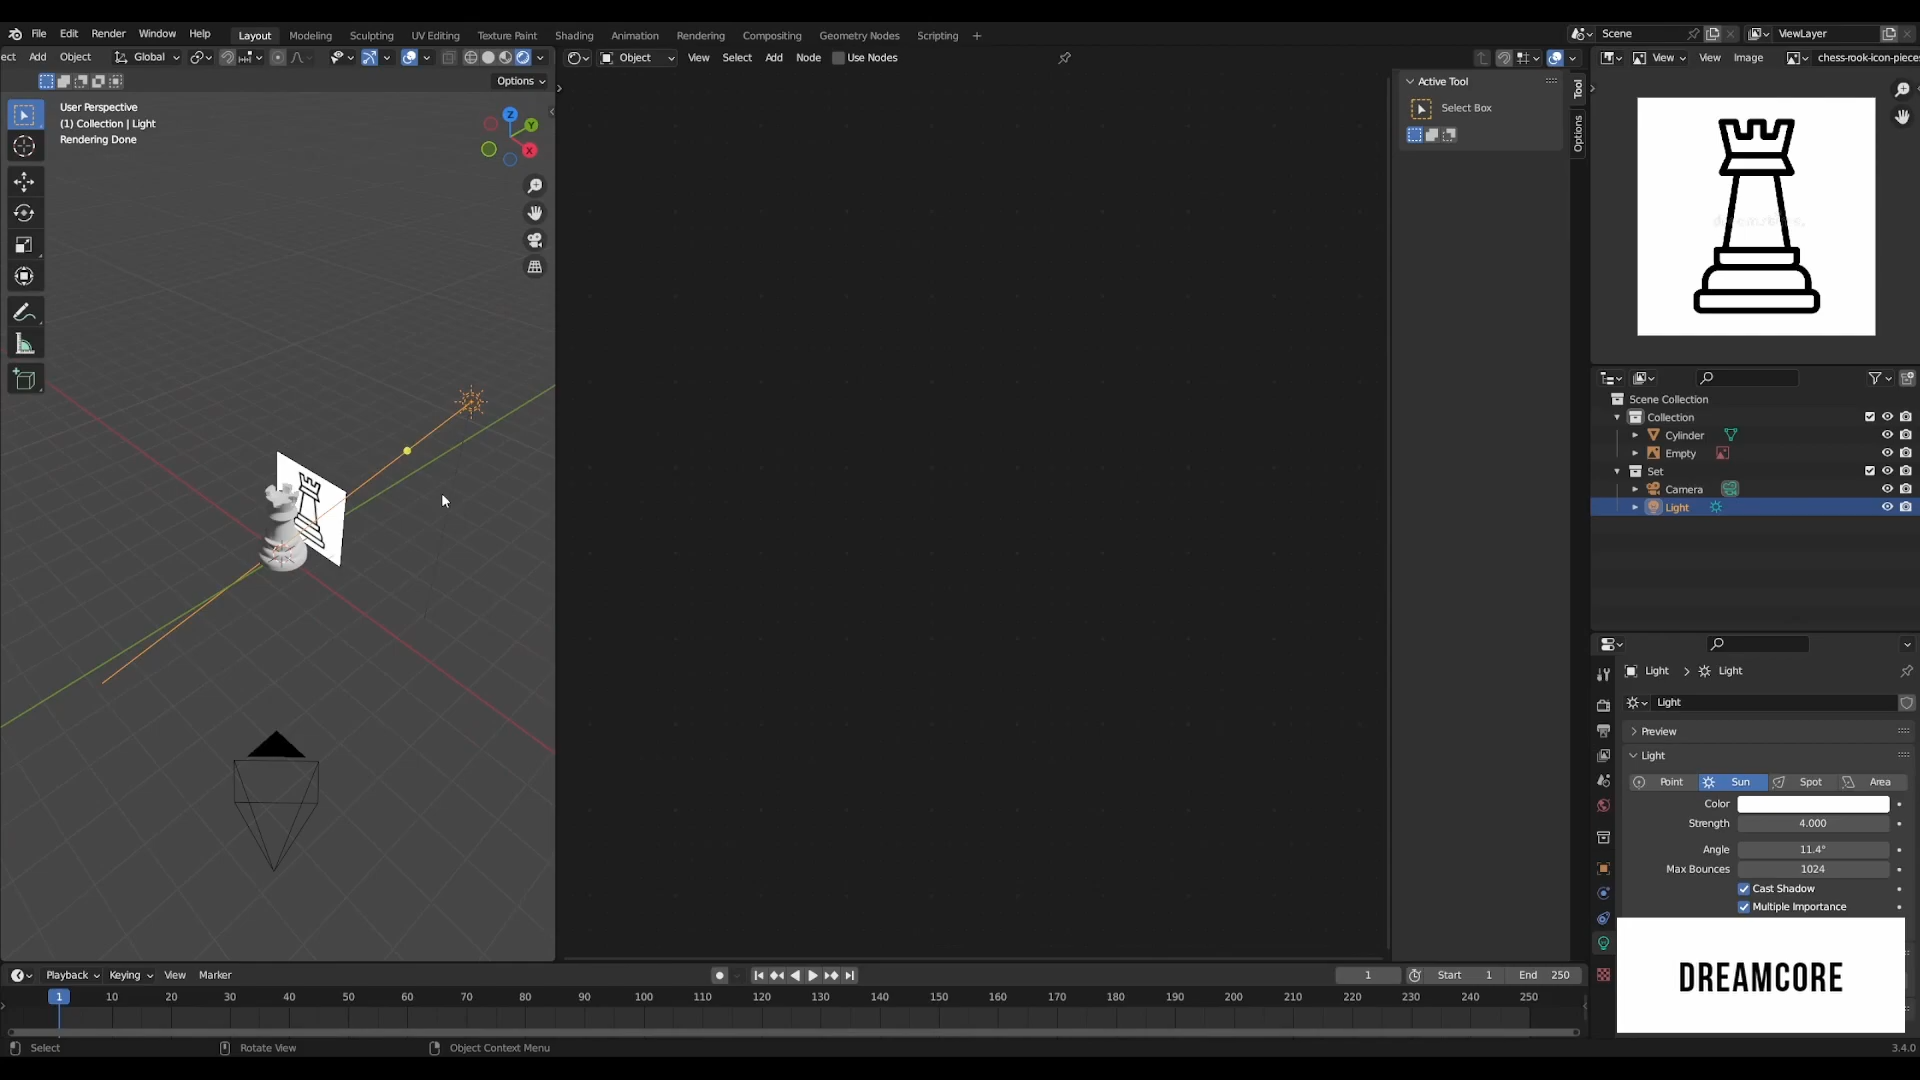 File Edit Render Window Help Layout Modeling Sculpting UV Editing Texture Paint Shading Animation Rendering Compositing Geometry Nodes Scripting + Scene ViewLayer
ect Add Object Global Object View Select Add Node Use Nodes View View Image chess-rook-icon-pieces
Options
User Perspective
(1) Collection | Light
Rendering Done
Z
Y
X
Active Tool
Select Box
Tool
Options
Scene Collection
Collection
Cylinder
Empty
Set
Camera
Light
Light > Light
Light
Preview
Light
Point Sun Spot Area
Color
Strength 4.000
Angle 11.4°
Max Bounces 1024
Cast Shadow
Multiple Importance
DREAMCORE
Playback Keying View Marker 1 Start 1 End 250
1 10 20 30 40 50 60 70 80 90 100 110 120 130 140 150 160 170 180 190 200 210 220 230 240 250
Select Rotate View Object Context Menu 3.4.0